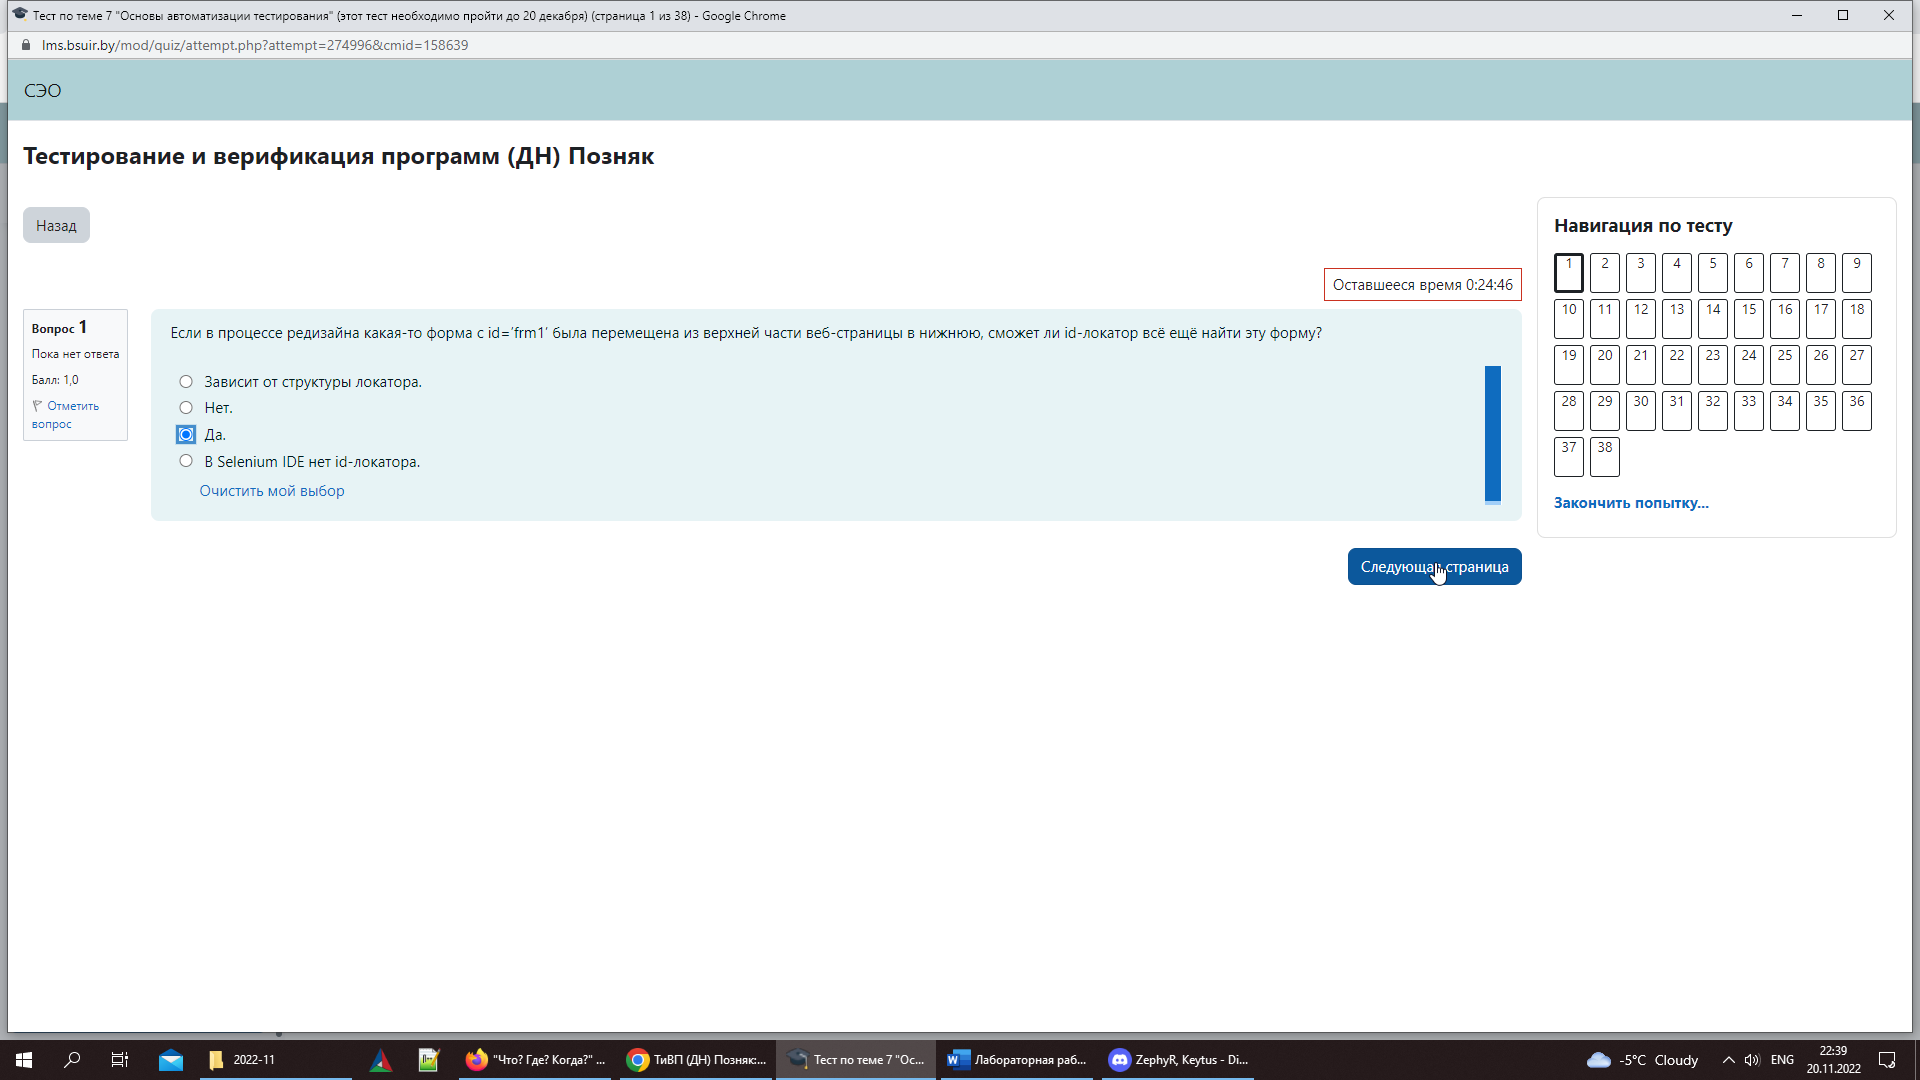 Тест по теме 7 "Основы автоматизации тестирования" (этот тест необходимо пройти до 20 декабря) (страница 1 из 38) - Google Chrome
lms.bsuir.by/mod/quiz/attempt.php?attempt=274996&cmid=158639
СЭО
Тестирование и верификация программ (ДН) Позняк
Назад
Оставшееся время 0:24:46
Вопрос 1
Пока нет ответа
Балл: 1,0
Отметить
вопрос
Если в процессе редизайна какая-то форма с id=‘frm1’ была перемещена из верхней части веб-страницы в нижнюю, сможет ли id-локатор всё ещё найти эту форму?
Зависит от структуры локатора.
Нет.
Да.
В Selenium IDE нет id-локатора.
Очистить мой выбор
Следующая страница
Навигация по тесту
1 2 3 4 5 6 7 8 9
10 11 12 13 14 15 16 17 18
19 20 21 22 23 24 25 26 27
28 29 30 31 32 33 34 35 36
37 38
Закончить попытку...
2022-11
"Что? Где? Когда?" ...
ТиВП (ДН) Позняк:...
Тест по теме 7 "Ос...
Лабораторная раб...
ZephyR, Keytus - Di...
-5°C Cloudy
ENG
22:39
20.11.2022